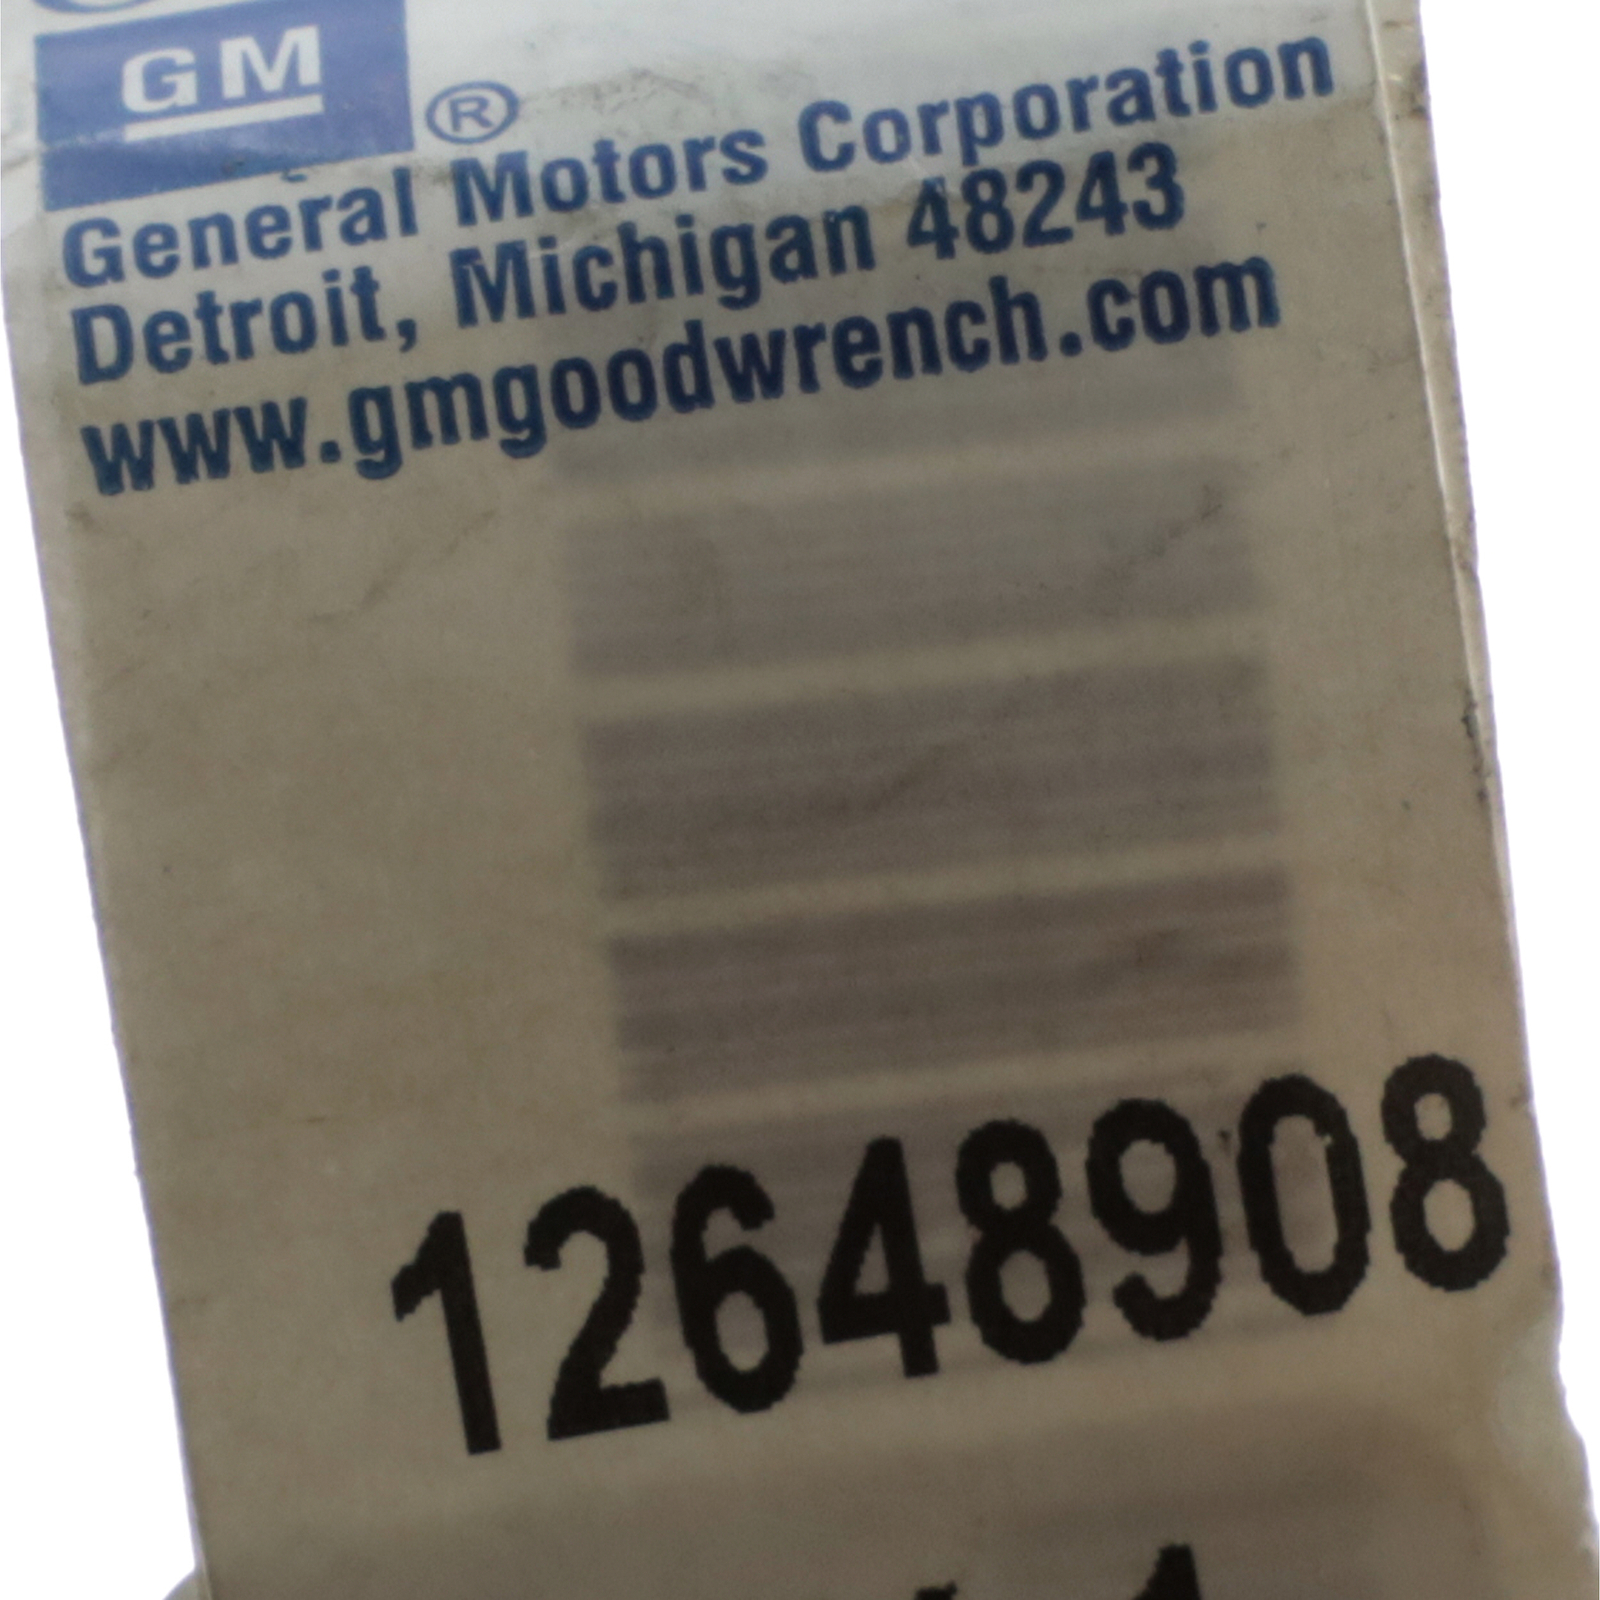 GM ®
General Motors Corporation
Detroit, Michigan 48243
www.gmgoodwrench.com
12648908